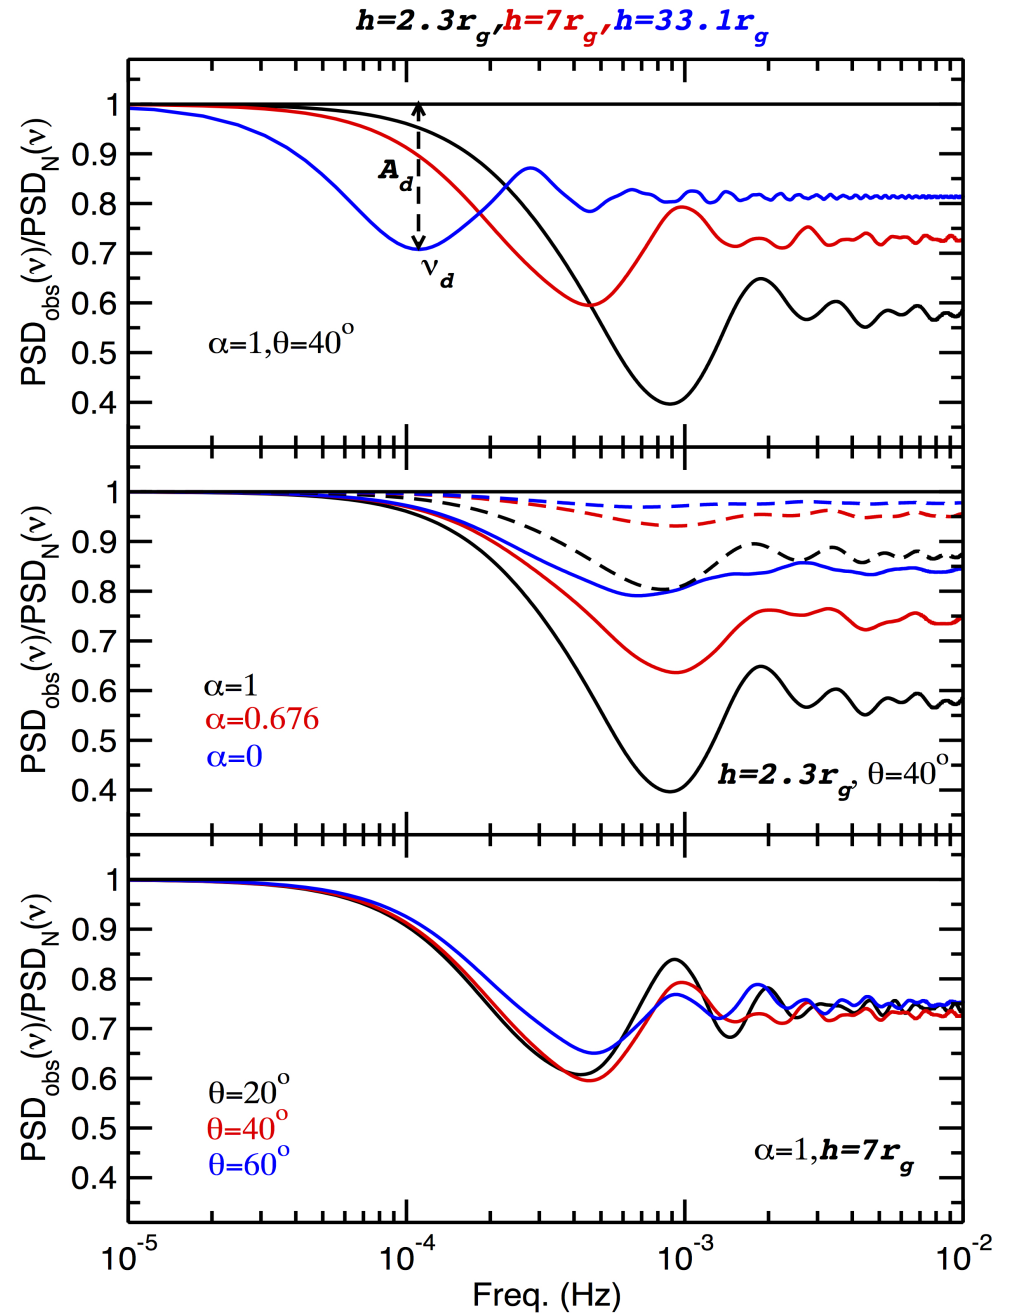 h=2.3r_g,h=7r_g,h=33.1r_g
PSD_obs(ν)/PSD_N(ν)
1
0.9
0.8
0.7
0.6
0.5
0.4
A_d
ν_d
α=1,θ=40°
PSD_obs(ν)/PSD_N(ν)
1
0.9
0.8
0.7
0.6
0.5
0.4
α=1
α=0.676
α=0
h=2.3r_g, θ=40°
PSD_obs(ν)/PSD_N(ν)
1
0.9
0.8
0.7
0.6
0.5
0.4
θ=20°
θ=40°
θ=60°
α=1,h=7r_g
10^-5 10^-4 10^-3 10^-2
Freq. (Hz)